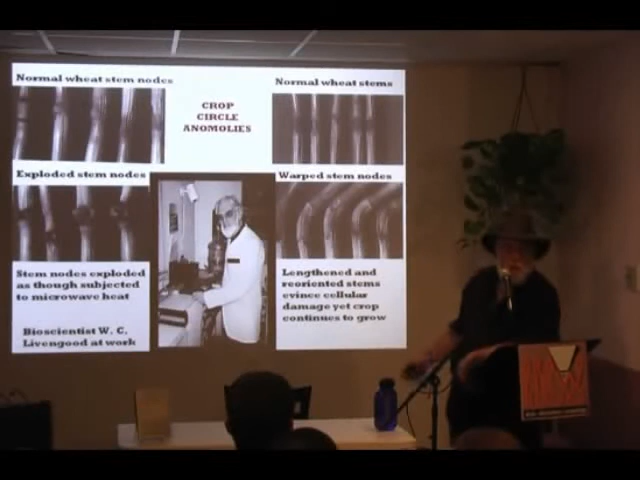 Normal wheat stem nodes
Normal wheat stems
CROP
CIRCLE
ANOMOLIES
Exploded stem nodes
Warped stem nodes
Stem nodes exploded
as though subjected
to microwave heat
Bioscientist W. C.
Livengood at work
Lengthened and
reoriented stems
evince cellular
damage yet crop
continues to grow